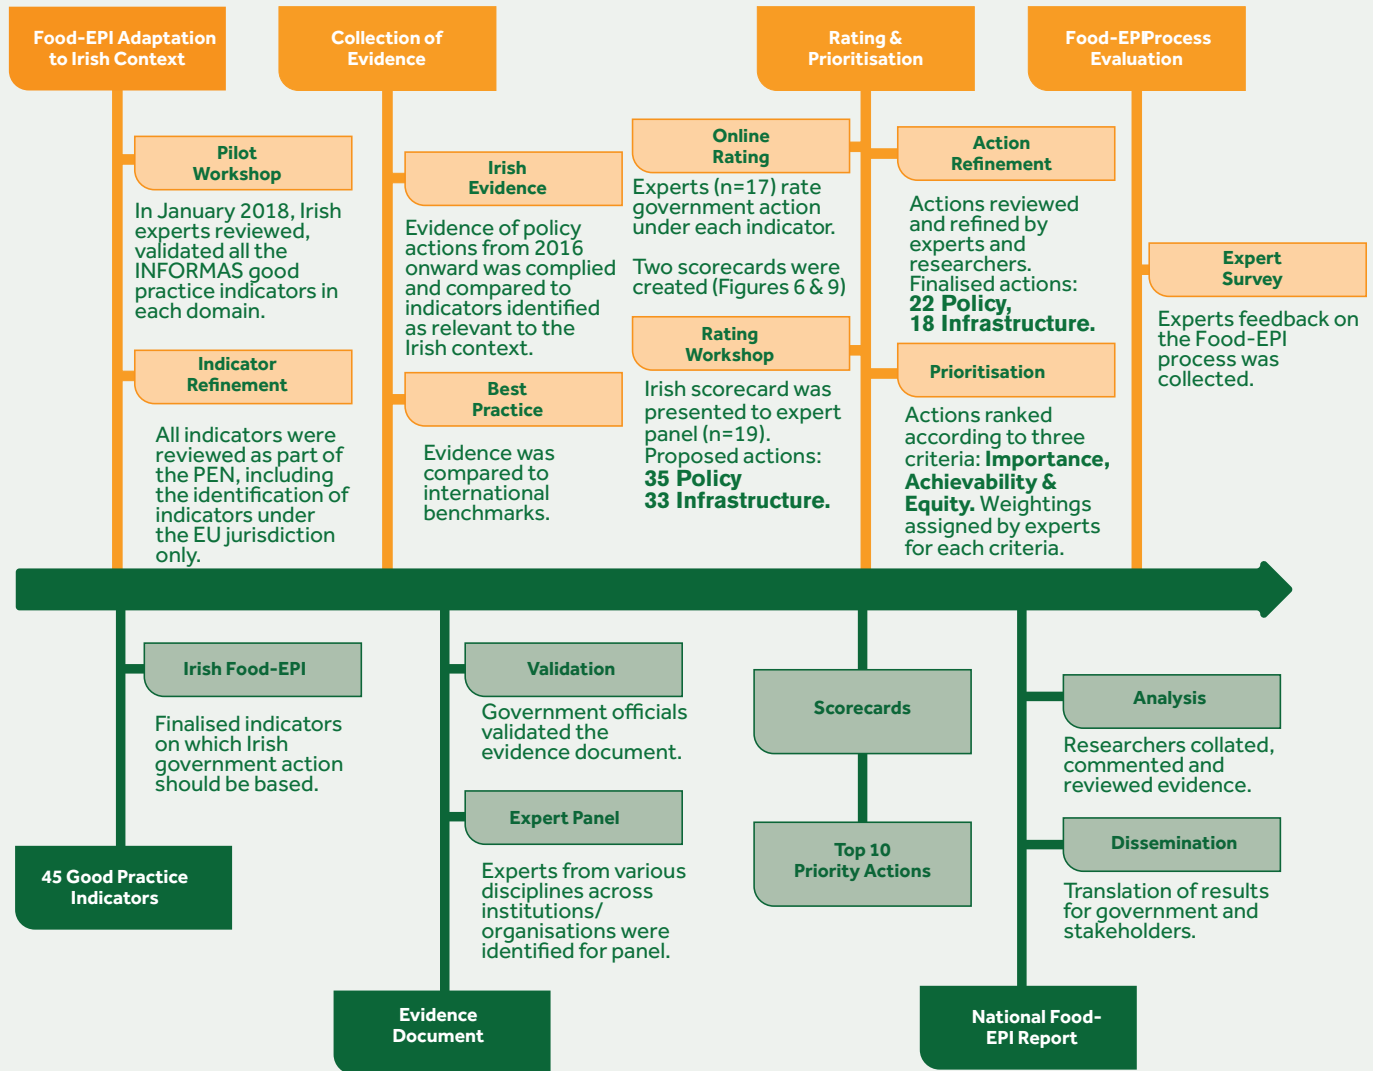 Food-EPI Adaptation
to Irish Context
Pilot
Workshop
In January 2018, Irish
experts reviewed,
validated all the
INFORMAS good
practice indicators in
each domain.
Indicator
Refinement
All indicators were
reviewed as part of
the PEN, including
the identification of
indicators under
the EU jurisdiction
only.
Collection of
Evidence
Irish
Evidence
Evidence of policy
actions from 2016
onward was complied
and compared to
indicators identified
as relevant to the
Irish context.
Best
Practice
Evidence was
compared to
international
benchmarks.
Rating &
Prioritisation
Online
Rating
Experts (n=17) rate
government action
under each indicator.
Two scorecards were
created (Figures 6 & 9)
Rating
Workshop
Irish scorecard was
presented to expert
panel (n=19).
Proposed actions:
35 Policy
33 Infrastructure.
Action
Refinement
Actions reviewed
and refined by
experts and
researchers.
Finalised actions:
22 Policy,
18 Infrastructure.
Prioritisation
Actions ranked
according to three
criteria: Importance,
Achievability &
Equity. Weightings
assigned by experts
for each criteria.
Food-EPIProcess
Evaluation
Expert
Survey
Experts feedback on
the Food-EPI
process was
collected.
Irish Food-EPI
Finalised indicators
on which Irish
government action
should be based.
45 Good Practice
Indicators
Validation
Government officials
validated the
evidence document.
Expert Panel
Experts from various
disciplines across
institutions/
organisations were
identified for panel.
Evidence
Document
Scorecards
Top 10
Priority Actions
Analysis
Researchers collated,
commented and
reviewed evidence.
Dissemination
Translation of results
for government and
stakeholders.
National Food-
EPI Report